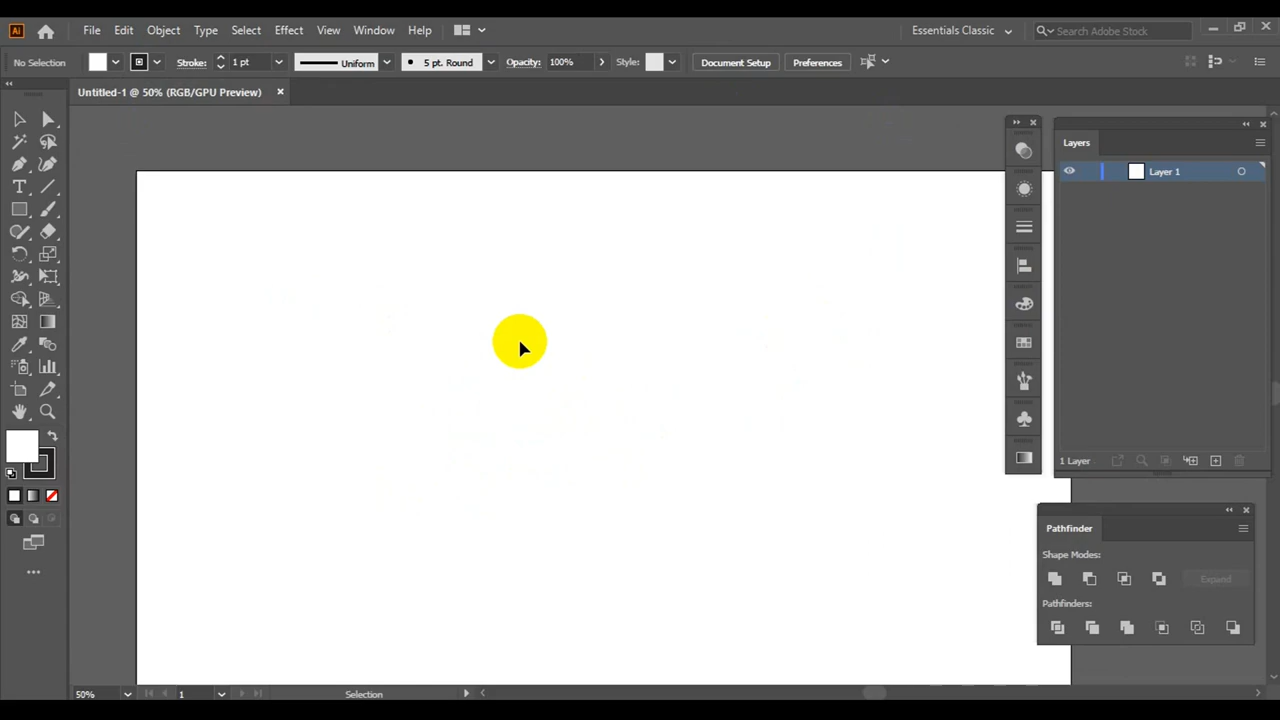 Ai File Edit Object Type Select Effect View Window Help Essentials Classic Search Adobe Stock
No Selection Stroke: 1 pt Uniform 5 pt. Round Opacity: 100% Style: Document Setup Preferences
Untitled-1 @ 50% (RGB/GPU Preview)
Layers
Layer 1
1 Layer
Pathfinder
Shape Modes:
Expand
Pathfinders:
50% 1 Selection